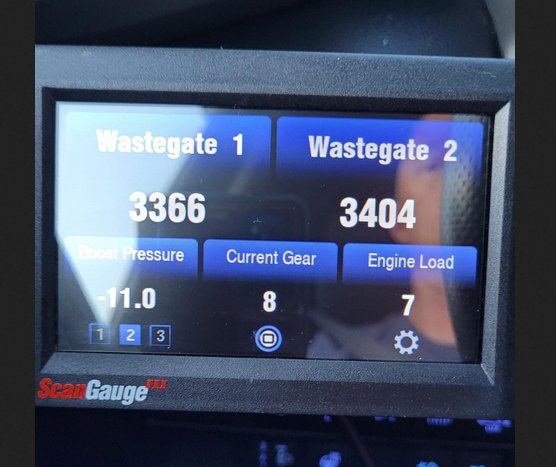 Wastegate 1
Wastegate 2
3366
3404
Boost Pressure
Current Gear
Engine Load
-11.0
8
7
1 2 3
ScanGauge